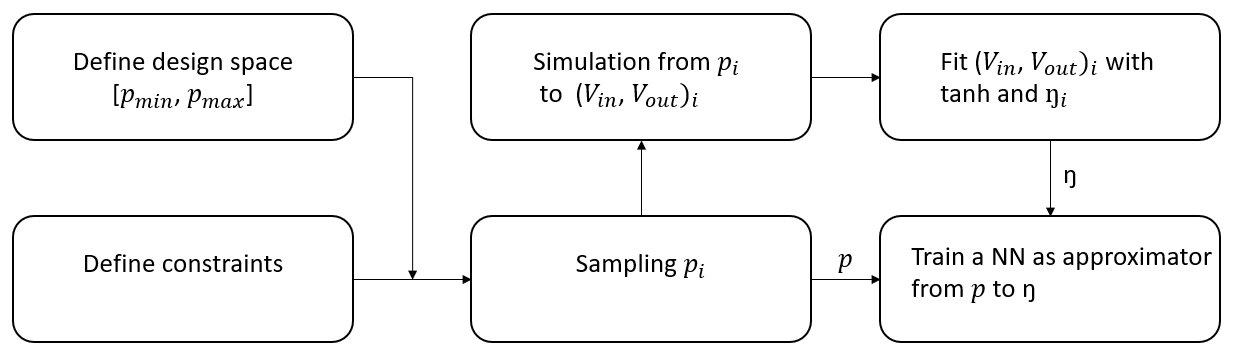 Define design space
[p_min, p_max]
Simulation from p_i
to (V_in, V_out)_i
Fit (V_in, V_out)_i with
tanh and ŋ_i
ŋ
Define constraints
Sampling p_i
p
Train a NN as approximator
from p to ŋ